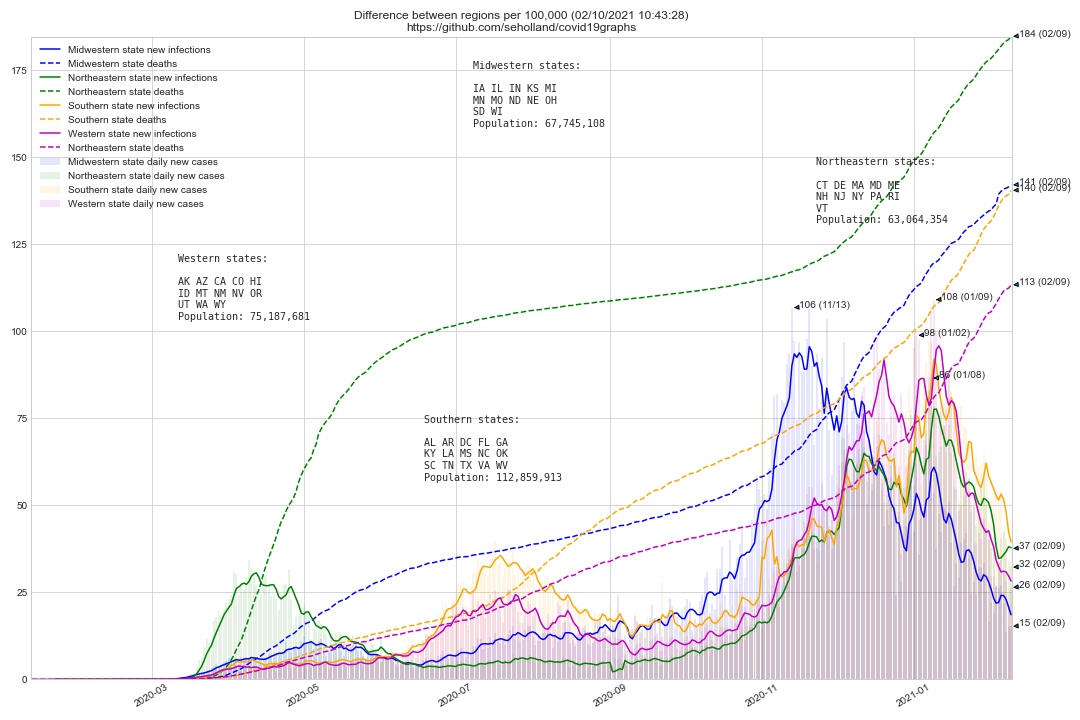 Difference between regions per 100,000 (02/10/2021 10:43:28)
https://github.com/seholland/covid19graphs
Midwestern state new infections
Midwestern state deaths
Northeastern state new infections
Northeastern state deaths
Southern state new infections
Southern state deaths
Western state new infections
Northeastern state deaths
Midwestern state daily new cases
Northeastern state daily new cases
Southern state daily new cases
Western state daily new cases
Midwestern states:
IA IL IN KS MI
MN MO ND NE OH
SD WI
Population: 67,745,108
Northeastern states:
CT DE MA MD ME
NH NJ NY PA RI
VT
Population: 63,064,354
Western states:
AK AZ CA CO HI
ID MT NM NV OR
UT WA WY
Population: 75,187,681
Southern states:
AL AR DC FL GA
KY LA MS NC OK
SC TN TX VA WV
Population: 112,859,913
184 (02/09)
141 (02/09)
140 (02/09)
113 (02/09)
106 (11/13)
108 (01/09)
98 (01/02)
86 (01/08)
37 (02/09)
32 (02/09)
26 (02/09)
15 (02/09)
175
150
125
100
75
50
25
0
2020-03
2020-05
2020-07
2020-09
2020-11
2021-01